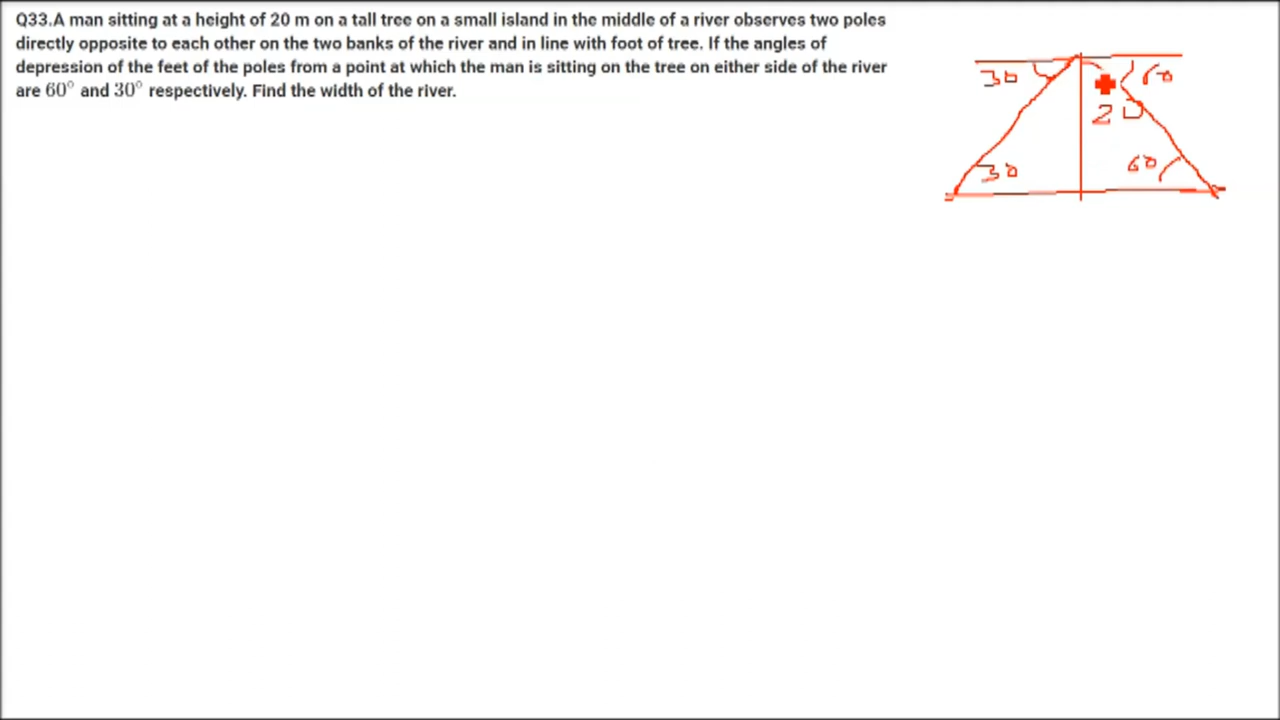 Q33.A man sitting at a height of 20 m on a tall tree on a small island in the middle of a river observes two poles
directly opposite to each other on the two banks of the river and in line with foot of tree. If the angles of
depression of the feet of the poles from a point at which the man is sitting on the tree on either side of the river
are 60° and 30° respectively. Find the width of the river.
30 60
20
30 60